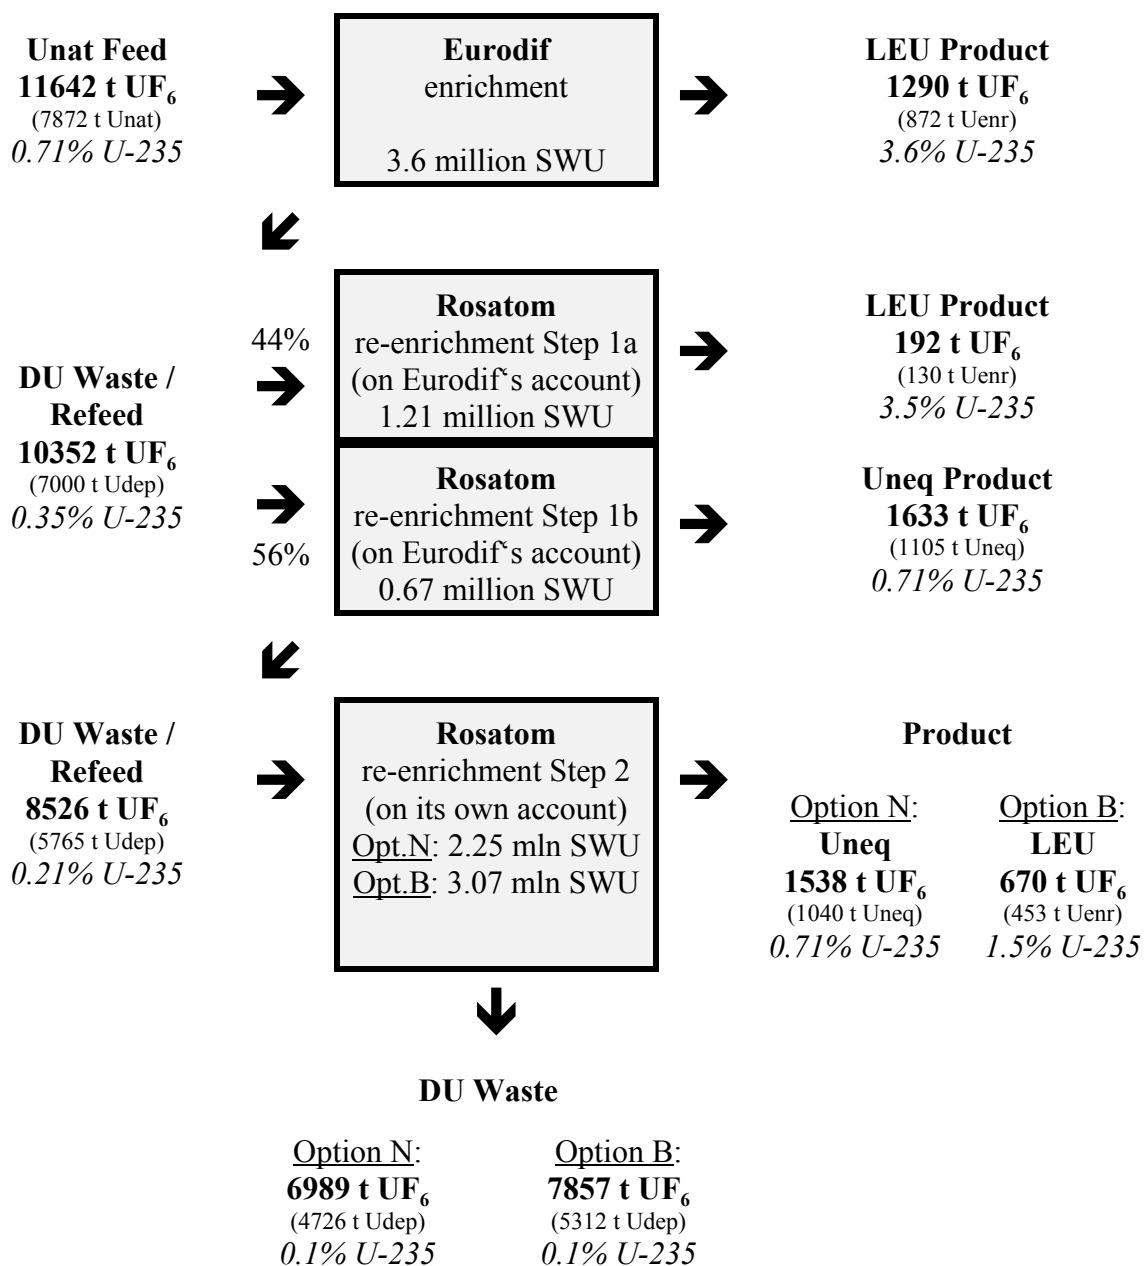 Unat Feed
11642 t UF₆
(7872 t Unat)
0.71% U-235
Eurodif
enrichment
3.6 million SWU
LEU Product
1290 t UF₆
(872 t Uenr)
3.6% U-235
DU Waste /
Refeed
10352 t UF₆
(7000 t Udep)
0.35% U-235
44%
56%
Rosatom
re-enrichment Step 1a
(on Eurodif‘s account)
1.21 million SWU
LEU Product
192 t UF₆
(130 t Uenr)
3.5% U-235
Rosatom
re-enrichment Step 1b
(on Eurodif‘s account)
0.67 million SWU
Uneq Product
1633 t UF₆
(1105 t Uneq)
0.71% U-235
DU Waste /
Refeed
8526 t UF₆
(5765 t Udep)
0.21% U-235
Rosatom
re-enrichment Step 2
(on its own account)
Opt.N: 2.25 mln SWU
Opt.B: 3.07 mln SWU
Product
Option N:
Uneq
1538 t UF₆
(1040 t Uneq)
0.71% U-235
Option B:
LEU
670 t UF₆
(453 t Uenr)
1.5% U-235
DU Waste
Option N:
6989 t UF₆
(4726 t Udep)
0.1% U-235
Option B:
7857 t UF₆
(5312 t Udep)
0.1% U-235